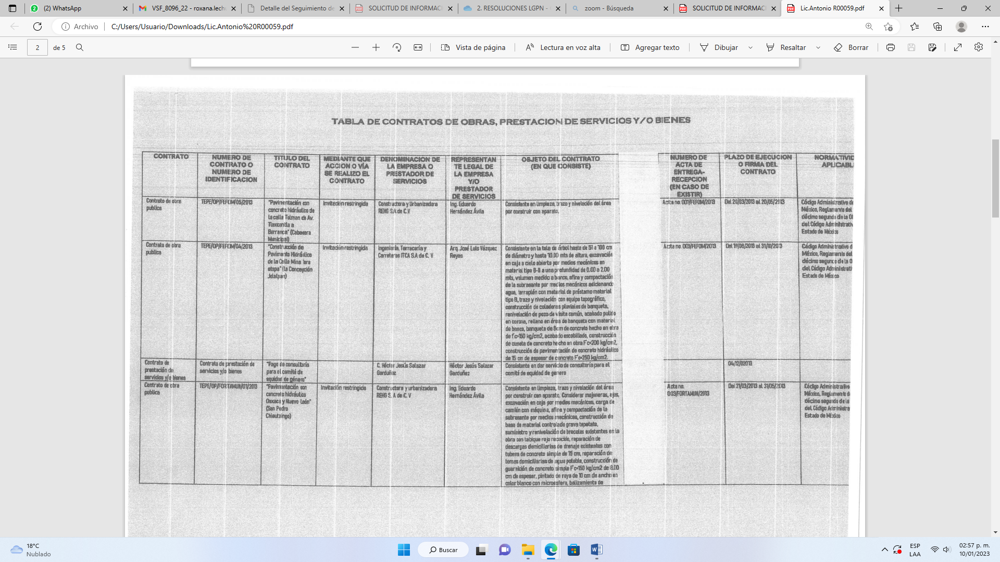 (2) WhatsApp
VSF_8096_22 - roxana.lech
Detalle del Seguimiento de
SOLICITUD DE INFORMAC
2. RESOLUCIONES LGPN -
zoom - Búsqueda
SOLICITUD DE INFORMAC
Lic.Antonio R00059.pdf
Archivo
C:/Users/Usuario/Downloads/Lic.Antonio%20R00059.pdf
2
de 5
Vista de página
Lectura en voz alta
Agregar texto
Dibujar
Resaltar
Borrar
TABLA DE CONTRATOS DE OBRAS, PRESTACION DE SERVICIOS Y/O BIENES
CONTRATO
NUMERO DE
CONTRATO O
NUMERO DE
IDENTIFICACION
TITULO DEL
CONTRATO
MEDIANTE QUE
ACCION O VÍA
SE REALIZO EL
CONTRATO
DENOMINACION DE
LA EMPRESA O
PRESTADOR DE
SERVICIOS
REPRESENTAN
TE LEGAL DE
LA EMPRESA
Y/O
PRESTADOR
DE SERVICIOS
OBJETO DEL CONTTRATO
(EN QUE CONSISTE)
NUMERO DE
ACTA DE
ENTREGA-
RECEPCION
(EN CASO DE
EXISTIR)
PLAZO DE EJECUCION
O FIRMA DEL
CONTRATO
NORMATIVID
APLICABL
Contrato de obra
publica
TEPE/OP/FEFOM/05/2013
"Pavimentación con
concreto hidráulico de
la calle Tolman de Av.
Tlaxcantla a
Barranca" (Cabecera
Municipal)
Invitación restringida
Constructora y Urbanizadora
REHG S.A de C.V
Ing. Eduardo
Hernández Ávila
Consistente en limpieza, trazo y nivelación del área
por construir con aparato.
Acta no. 007/FEFOM/2013
Del 20/03/2013 al 20/05/2013
Código Administrativo de
México, Reglamento del
décimo segundo de la
del Código Administrativ
Estado de México
Contrato de obra
publica
TEPE/OP/FEFOM/04/2013
"Construcción de
Pavimento Hidráulico
de la Calle Mina 1era
etapa" (la Concepción
Jolalpan)
Invitación restringida
Ingeniería, Terracería y
Carreteras ITCA S.A de C. V
Arq. José Luis Vázquez
Reyes
Consistente en la tala de árbol hasta de 51 a 100 cm
de diámetro y hasta 10.00 mts de altura, excavación
en caja a cielo abierto por medios mecánicos en
material tipo B-II a una profundidad de 0.00 a 2.00
mts, volumen medido a banco, afine y compactación
de la subrasante por medios mecánicos adicionando
agua, terraplén con material de préstamo material
tipo B, trazo y nivelación con equipo topográfico,
construcción de coladeras pluviales de banqueta,
renivelación de pozo de visita común, acabado pulido
en corona, relleno en área de banqueta con material
de banco, banqueta de 8cm de concreto hecho en obra
de f'c=150 kg/cm2, acabado escobillado, construcción
de cuneta de concreto hecho en obra F'c=200 kg/cm2,
construcción de pavimentación de concreto hidráulico
de 15 cm de espesor de concreto F'c=250 kg/cm2.
Acta no. 003/FEFOM/2013
Del 19/08/2013 al 31/10/2013
Código Administrativo d
México, Reglamento del
décimo segundo de la
del Código Administrati
Estado de México
Contrato de
prestación de
servicios y/o bienes
Contrato de prestación de
servicios y/o bienes
"Pago de consultoría
para el comité de
equidad de género"
C. Héctor Jesús Salazar
Garduñez
Héctor Jesús Salazar
Garduñez
Consistente en dar servicio de consultoría para el
comité de equidad de genero
04/12/02013
Contrato de obra
publica
TEPE/OP/FORTAMUN/01/2013
"Pavimentación con
concreto hidráulico
Oaxaca y Nuevo León"
(San Pedro
Chiautzingo)
Invitación restringida
Constructora y urbanizadora
REHG S. A de C. V
Ing. Eduardo
Hernández Ávila
Consistente en limpieza, trazo y nivelación del área
por construir con aparato. Considerar mojoneras, ejes,
excavación en caja por medios mecánicos, carga de
camión con máquina, afine y compactación de la
subrasante por medios mecánicos, construcción de
base de material controlado grava tepetate,
suministro y renivelación de brocales existentes en la
obra con tabique rojo recocido, reparación de
descargas domiciliarias de drenaje existentes con
tubera de concreto simple de 15 cm, reparación de
tomas domiciliarias de agua potable, construcción de
guarnición de concreto simple F'c=150 kg/cm2 de 8.00
cm de espesor, pintado de raya de 10 cm de ancho en
color blanco con microesfera, balizamiento de
Acta no.
003/FORTAMUN/2013
Del 21/03/2013 al 31/05/2013
Código Administrativo
México, Reglamento d
décimo segundo de la
del Código Administra
Estado de México
18°C
Nublado
Buscar
ESP
LAA
02:57 p. m.
10/01/2023